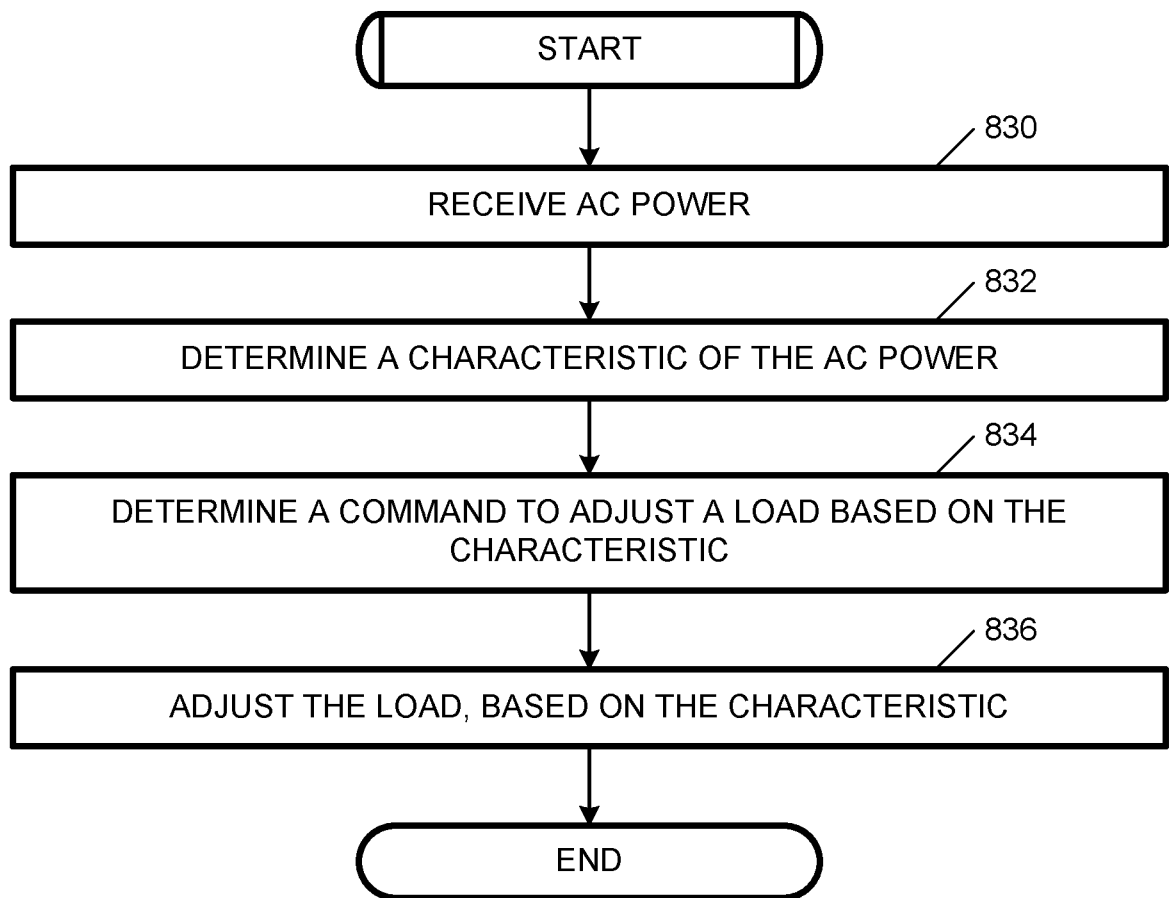 START
830
RECEIVE AC POWER
832
DETERMINE A CHARACTERISTIC OF THE AC POWER
834
DETERMINE A COMMAND TO ADJUST A LOAD BASED ON THE
CHARACTERISTIC
836
ADJUST THE LOAD, BASED ON THE CHARACTERISTIC
END